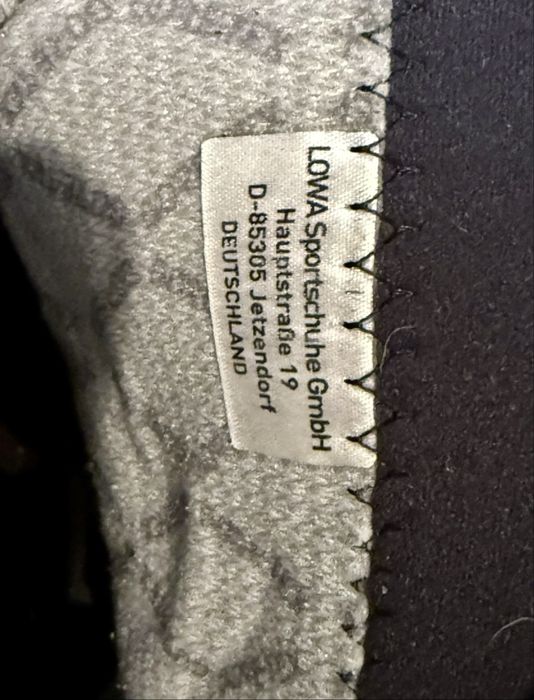 LOWA Sportschuhe GmbH
Hauptstraße 19
D-85305 Jetzendorf
DEUTSCHLAND